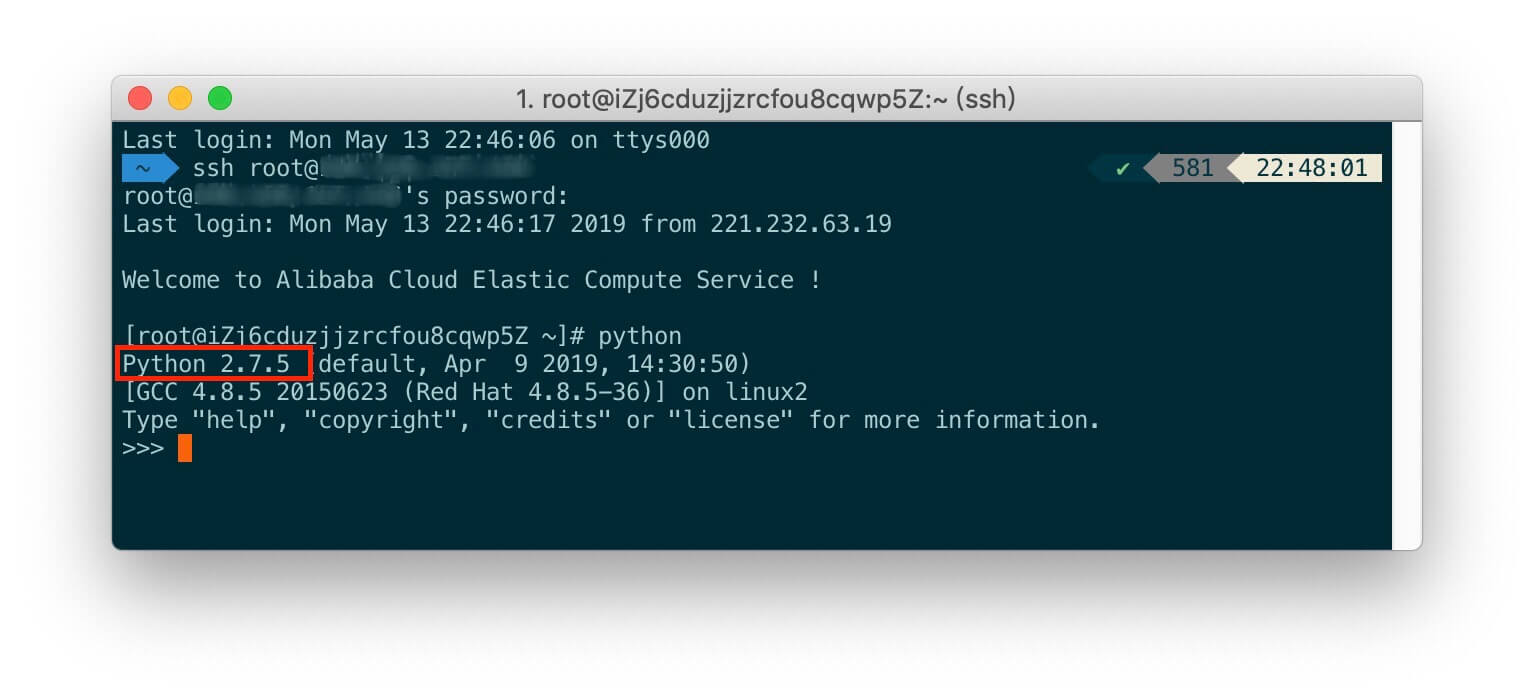 1. root@iZj6cduzjjzrcfou8cqwp5Z:~ (ssh)
Last login: Mon May 13 22:46:06 on ttys000
~ ssh root@ ✔ 581 22:48:01
root@ 's password:
Last login: Mon May 13 22:46:17 2019 from 221.232.63.19
Welcome to Alibaba Cloud Elastic Compute Service !
[root@iZj6cduzjjzrcfou8cqwp5Z ~]# python
Python 2.7.5 (default, Apr  9 2019, 14:30:50)
[GCC 4.8.5 20150623 (Red Hat 4.8.5-36)] on linux2
Type "help", "copyright", "credits" or "license" for more information.
>>>